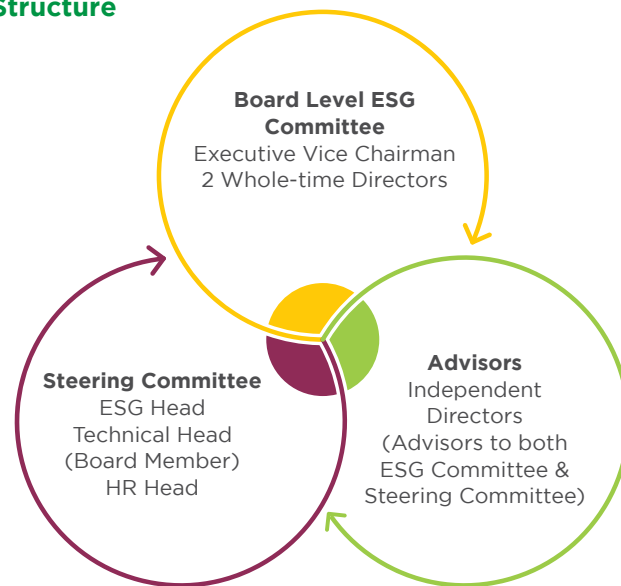 Structure
Board Level ESG
Committee
Executive Vice Chairman
2 Whole-time Directors
Steering Committee
ESG Head
Technical Head
(Board Member)
HR Head
Advisors
Independent
Directors
(Advisors to both
ESG Committee &
Steering Committee)